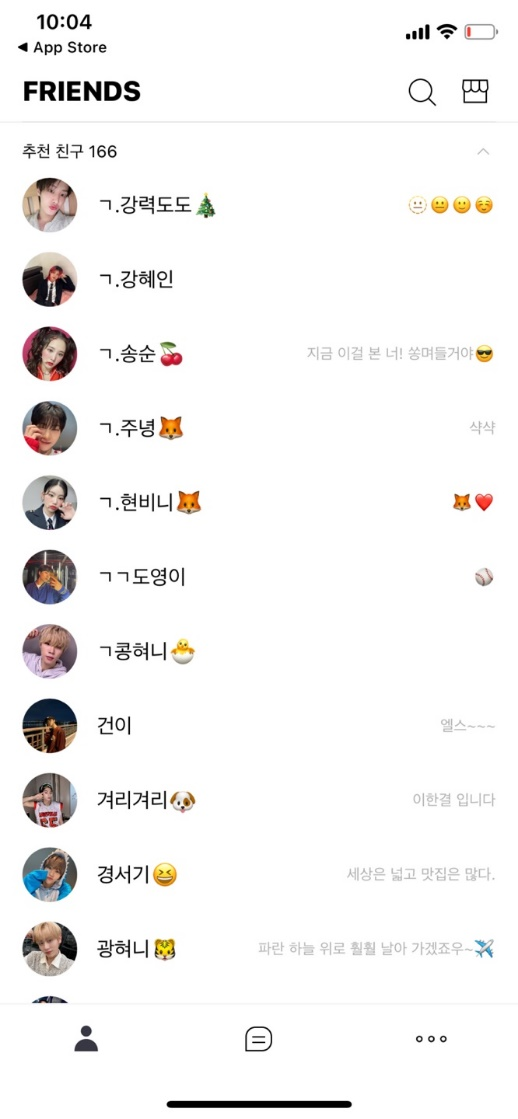 10:04
◀ App Store
FRIENDS
추천 친구 166
ㄱ.강력도도🎄 🫥😐🙂☺️
ㄱ.강혜인
ㄱ.송순🍒 지금 이걸 본 너! 쏭며들거야😎
ㄱ.주녕🦊 샥샥
ㄱ.현비니🦊 🦊❤️
ㄱㄱ도영이 ⚾
ㄱ콩혀니🐣
건이 엘스~~~
겨리겨리🐶 이한결 입니다
경서기😆 세상은 넓고 맛집은 많다.
광혀니🐯 파란 하늘 위로 훨훨 날아 가겠죠우~✈️